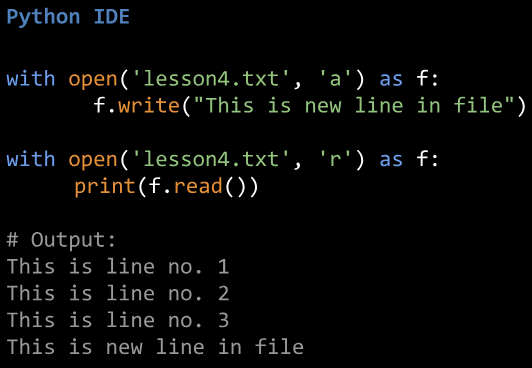 Python IDE
with open('lesson4.txt', 'a') as f:
f.write("This is new line in file")
with open('lesson4.txt', 'r') as f:
print(f.read())
# Output:
This is line no. 1
This is line no. 2
This is line no. 3
This is new line in file